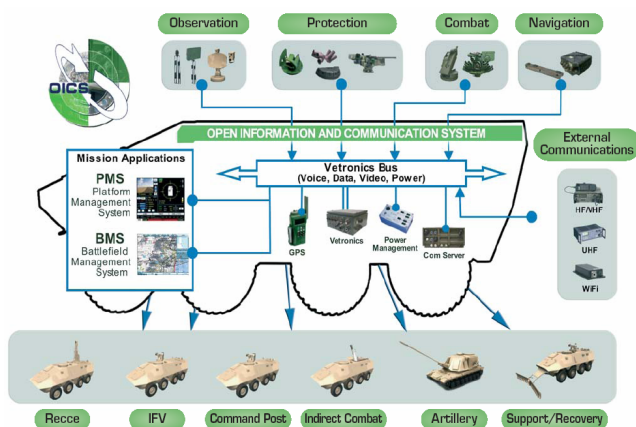 Observation
Protection
Combat
Navigation
OICS
OPEN INFORMATION AND COMMUNICATION SYSTEM
External
Communications
Mission Applications
PMS
Platform
Management
System
BMS
Battlefield
Management
System
Vetronics Bus
(Voice, Data, Video, Power)
GPS
Vetronics
Power
Management
Com Server
HF/VHF
UHF
WiFi
Recce
IFV
Command Post
Indirect Combat
Artillery
Support/Recovery